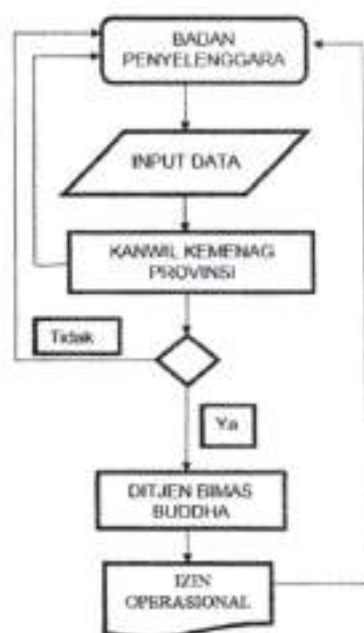 BADAN
PENYELENGGARA
INPUT DATA
KANWIL KEMENAG
PROVINSI
Tidak
Ya
DITJEN BIMAS
BUDDHA
IZIN
OPERASIONAL